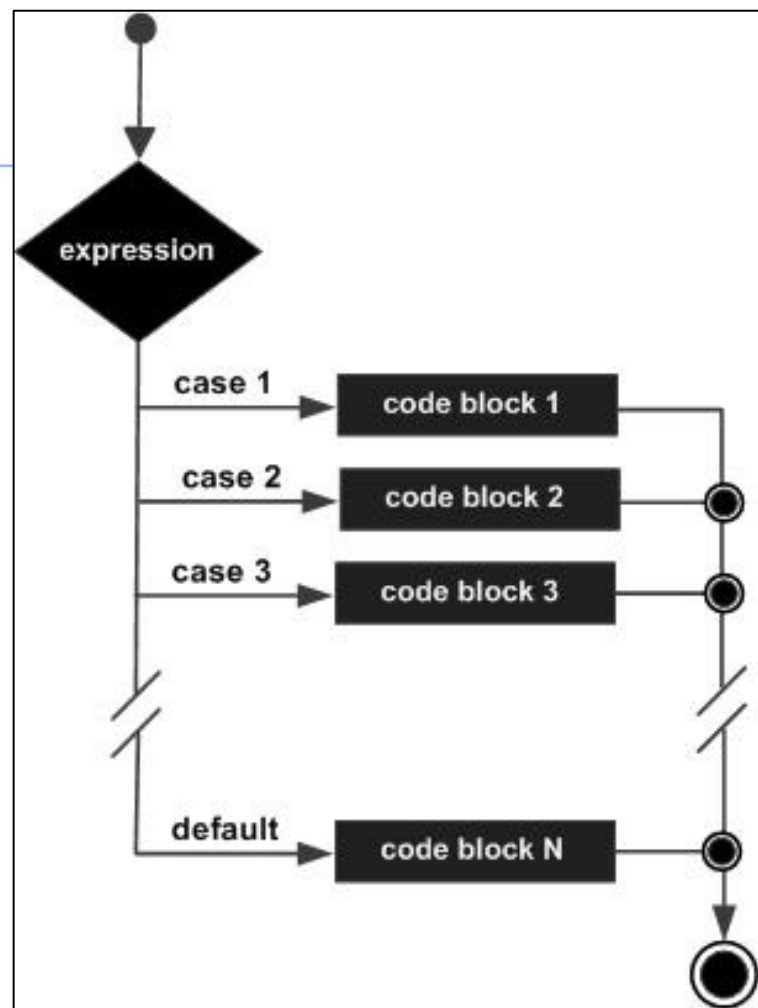 expression
case 1
code block 1
case 2
code block 2
case 3
code block 3
default
code block N